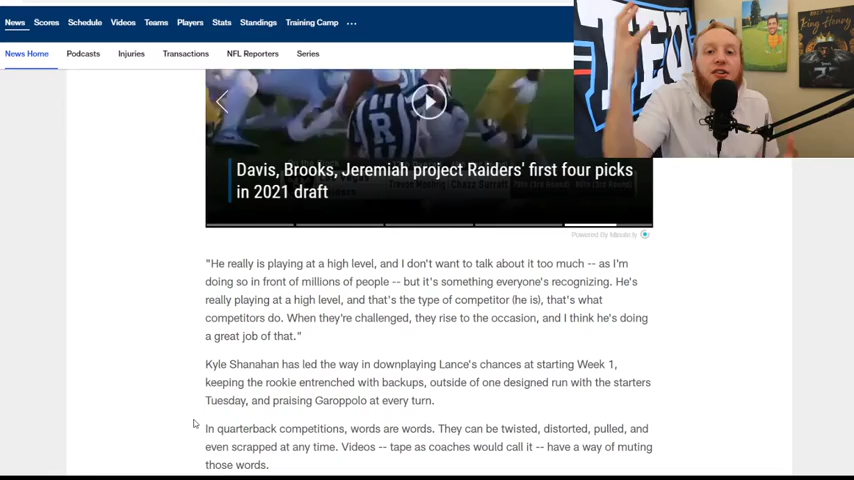 News Scores Schedule Videos Teams Players Stats Standings Training Camp ...
News Home Podcasts Injuries Transactions NFL Reporters Series
TEU
KING HENRY
R
Davis, Brooks, Jeremiah project Raiders' first four picks
in 2021 draft
Powered By Minute.ly
"He really is playing at a high level, and I don't want to talk about it too much -- as I'm
doing so in front of millions of people -- but it's something everyone's recognizing. He's
really playing at a high level, and that's the type of competitor (he is), that's what
competitors do. When they're challenged, they rise to the occasion, and I think he's doing
a great job of that."
Kyle Shanahan has led the way in downplaying Lance's chances at starting Week 1,
keeping the rookie entrenched with backups, outside of one designed run with the starters
Tuesday, and praising Garoppolo at every turn.
In quarterback competitions, words are words. They can be twisted, distorted, pulled, and
even scrapped at any time. Videos -- tape as coaches would call it -- have a way of muting
those words.